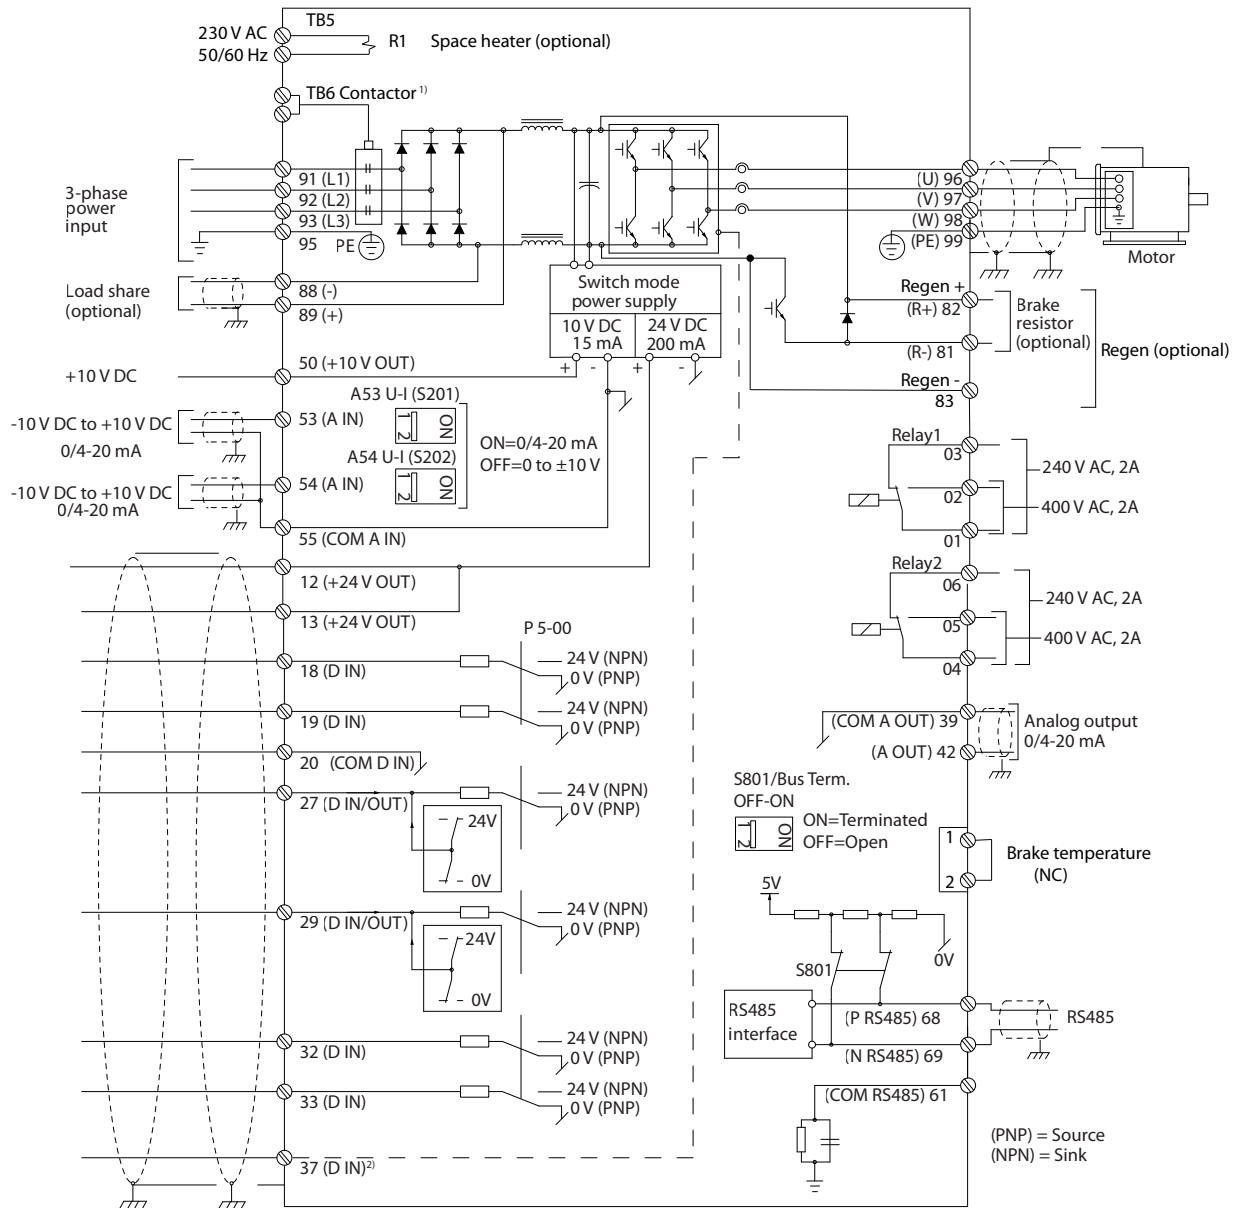 TB5
230 V AC
50/60 Hz
R1
Space heater (optional)
TB6 Contactor 1)
3-phase
power
input
91 (L1)
92 (L2)
93 (L3)
95
PE
(U) 96
(V) 97
(W) 98
(PE) 99
Motor
Load share
(optional)
88 (-)
89 (+)
Switch mode
power supply
10 V DC
15 mA
24 V DC
200 mA
+ - + -
Regen +
(R+) 82
Brake
resistor
(optional)
(R-) 81
Regen (optional)
Regen -
83
+10 V DC
50 (+10 V OUT)
A53 U-I (S201)
-10 V DC to +10 V DC
0/4-20 mA
53 (A IN)
1 2
ON
ON=0/4-20 mA
OFF=0 to ±10 V
A54 U-I (S202)
-10 V DC to +10 V DC
0/4-20 mA
54 (A IN)
1 2
ON
55 (COM A IN)
Relay1
03
240 V AC, 2A
02
400 V AC, 2A
01
Relay2
06
240 V AC, 2A
05
400 V AC, 2A
04
12 (+24 V OUT)
13 (+24 V OUT)
P 5-00
18 (D IN)
24 V (NPN)
0 V (PNP)
19 (D IN)
24 V (NPN)
0 V (PNP)
20 (COM D IN)
27 (D IN/OUT)
24 V (NPN)
0 V (PNP)
24V
0V
29 (D IN/OUT)
24 V (NPN)
0 V (PNP)
24V
0V
32 (D IN)
24 V (NPN)
0 V (PNP)
33 (D IN)
24 V (NPN)
0 V (PNP)
37 (D IN) 2)
(COM A OUT) 39
Analog output
0/4-20 mA
(A OUT) 42
S801/Bus Term.
OFF-ON
1 2
ON
ON=Terminated
OFF=Open
1
2
Brake temperature
(NC)
5V
0V
S801
RS485
interface
(P RS485) 68
RS485
(N RS485) 69
(COM RS485) 61
(PNP) = Source
(NPN) = Sink